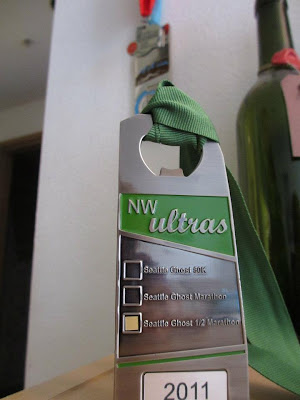 NW
ultras
Seattle Ghost 50K
Seattle Ghost Marathon
Seattle Ghost 1/2 Marathon
2011